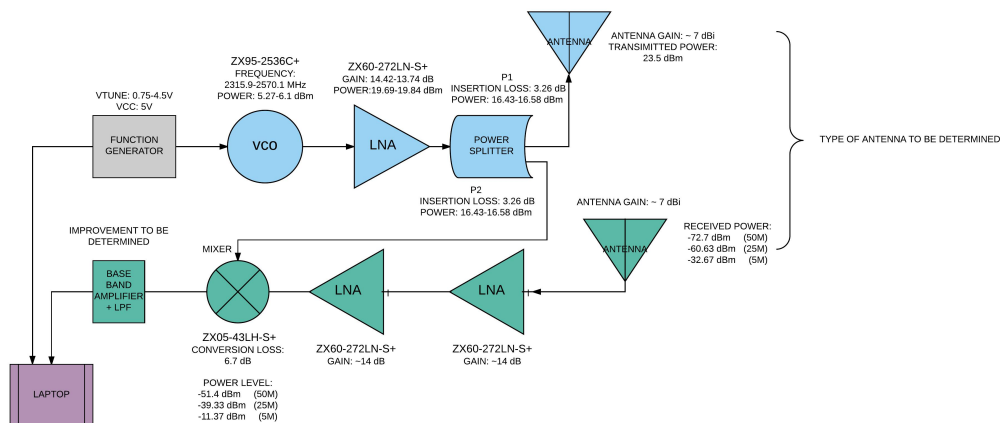 ANTENNA
ANTENNA GAIN: ~ 7 dBi
TRANSMITTED POWER:
23.5 dBm
ZX95-2536C+
FREQUENCY:
2315.9-2570.1 MHz
POWER: 5.27-6.1 dBm
ZX60-272LN-S+
GAIN: 14.42-13.74 dB
POWER:19.69-19.84 dBm
P1
INSERTION LOSS: 3.26 dB
POWER: 16.43-16.58 dBm
VTUNE: 0.75-4.5V
VCC: 5V
FUNCTION
GENERATOR
VCO
LNA
POWER
SPLITTER
TYPE OF ANTENNA TO BE DETERMINED
P2
INSERTION LOSS: 3.26 dB
POWER: 16.43-16.58 dBm
ANTENNA GAIN: ~ 7 dBi
ANTENNA
RECEIVED POWER:
-72.7 dBm (50M)
-60.63 dBm (25M)
-32.67 dBm (5M)
IMPROVEMENT TO BE
DETERMINED
MIXER
BASE
BAND
AMPLIFIER
+ LPF
LNA
LNA
ZX05-43LH-S+
CONVERSION LOSS:
6.7 dB
ZX60-272LN-S+
GAIN: ~14 dB
ZX60-272LN-S+
GAIN: ~14 dB
POWER LEVEL:
-51.4 dBm (50M)
-39.33 dBm (25M)
-11.37 dBm (5M)
LAPTOP